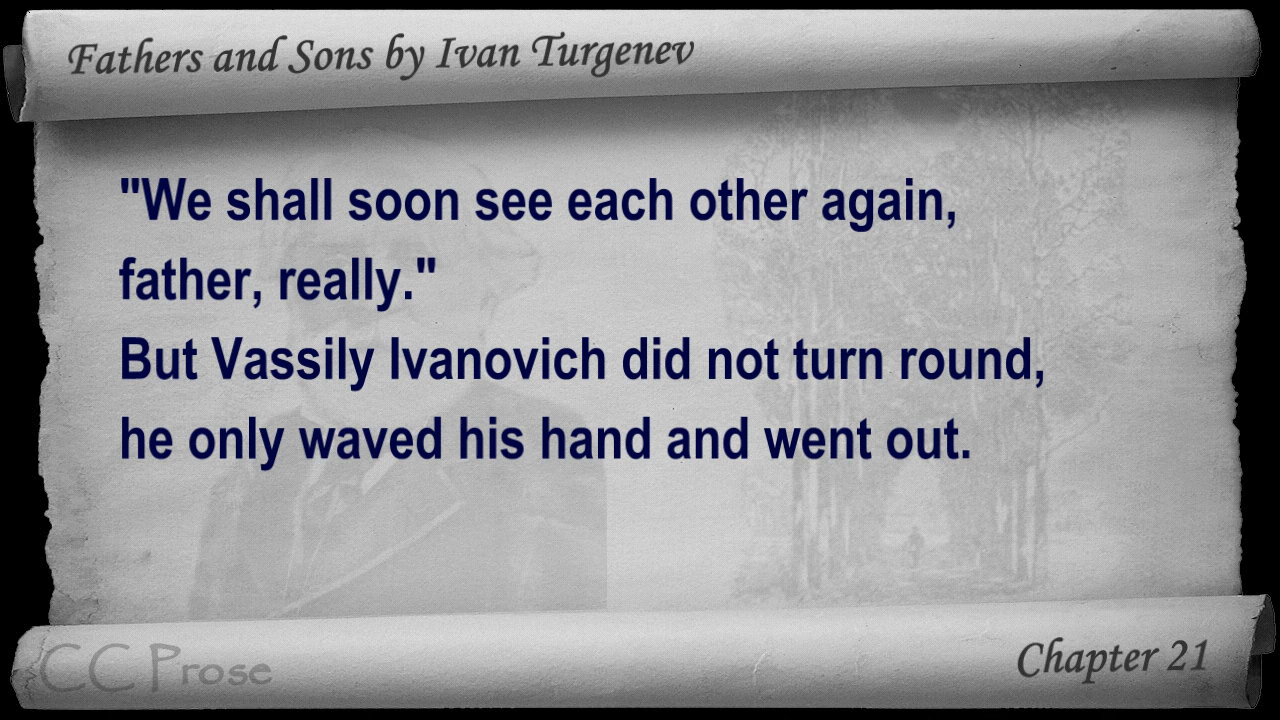 Fathers and Sons by Ivan Turgenev
"We shall soon see each other again,
father, really."
But Vassily Ivanovich did not turn round,
he only waved his hand and went out.
CC Prose
Chapter 21